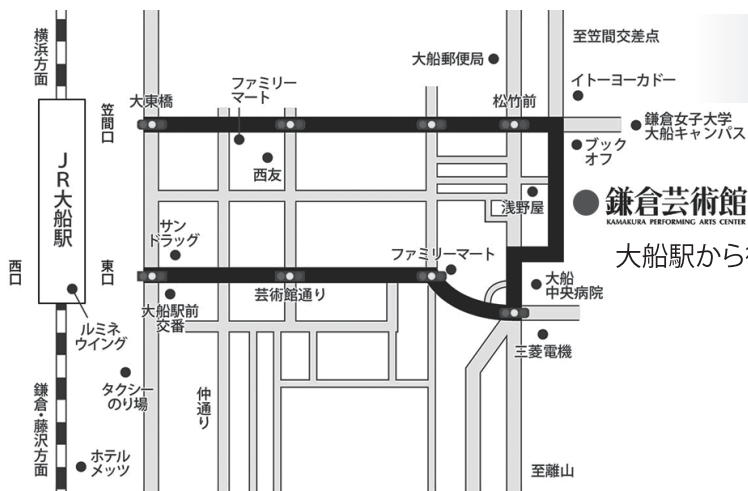 横浜方面
大船郵便局
至笠間交差点
ファミリー
マート
イトーヨーカドー
笠間口
大東橋
松竹前
鎌倉女子大学
大船キャンパス
ブック
オフ
西友
JR大船駅
浅野屋
鎌倉芸術館
KAMAKURA PERFORMING ARTS CENTER
サン
ドラッグ
ファミリーマート
大船駅から
西口
東口
芸術館通り
大船
中央病院
大船駅前
交番
ルミネ
ウイング
三菱電機
タクシー
のり場
仲通り
鎌倉・藤沢方面
ホテル
メッツ
至離山